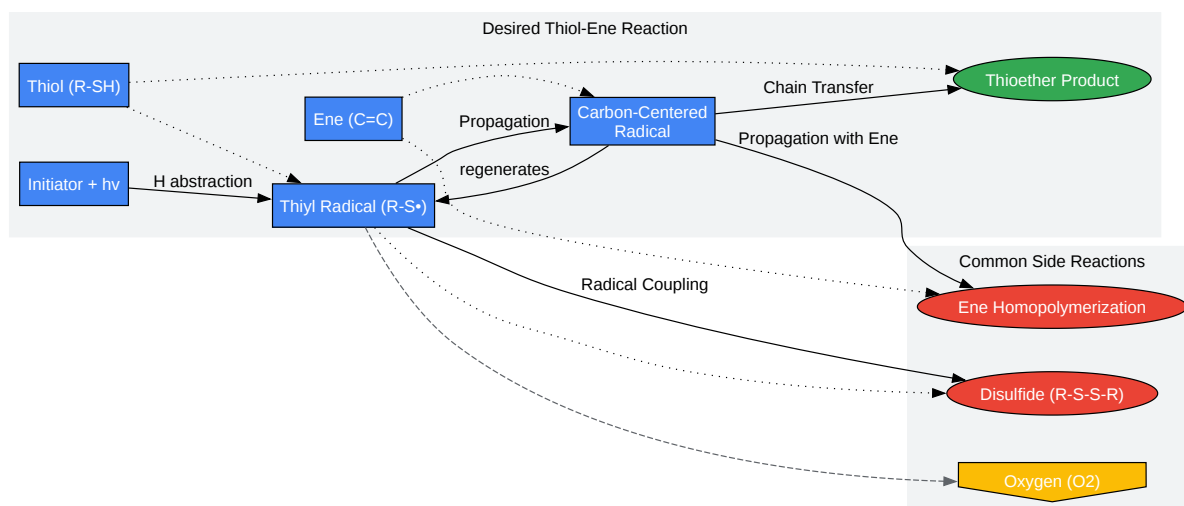 Desired Thiol-Ene Reaction
Thiol (R-SH)
Thioether Product
Chain Transfer
Ene (C=C)
Carbon-Centered
Radical
Propagation
Propagation with Ene
regenerates
Initiator + hv
H abstraction
Thiyl Radical (R-S•)
Common Side Reactions
Radical Coupling
Ene Homopolymerization
Disulfide (R-S-S-R)
Oxygen (O2)